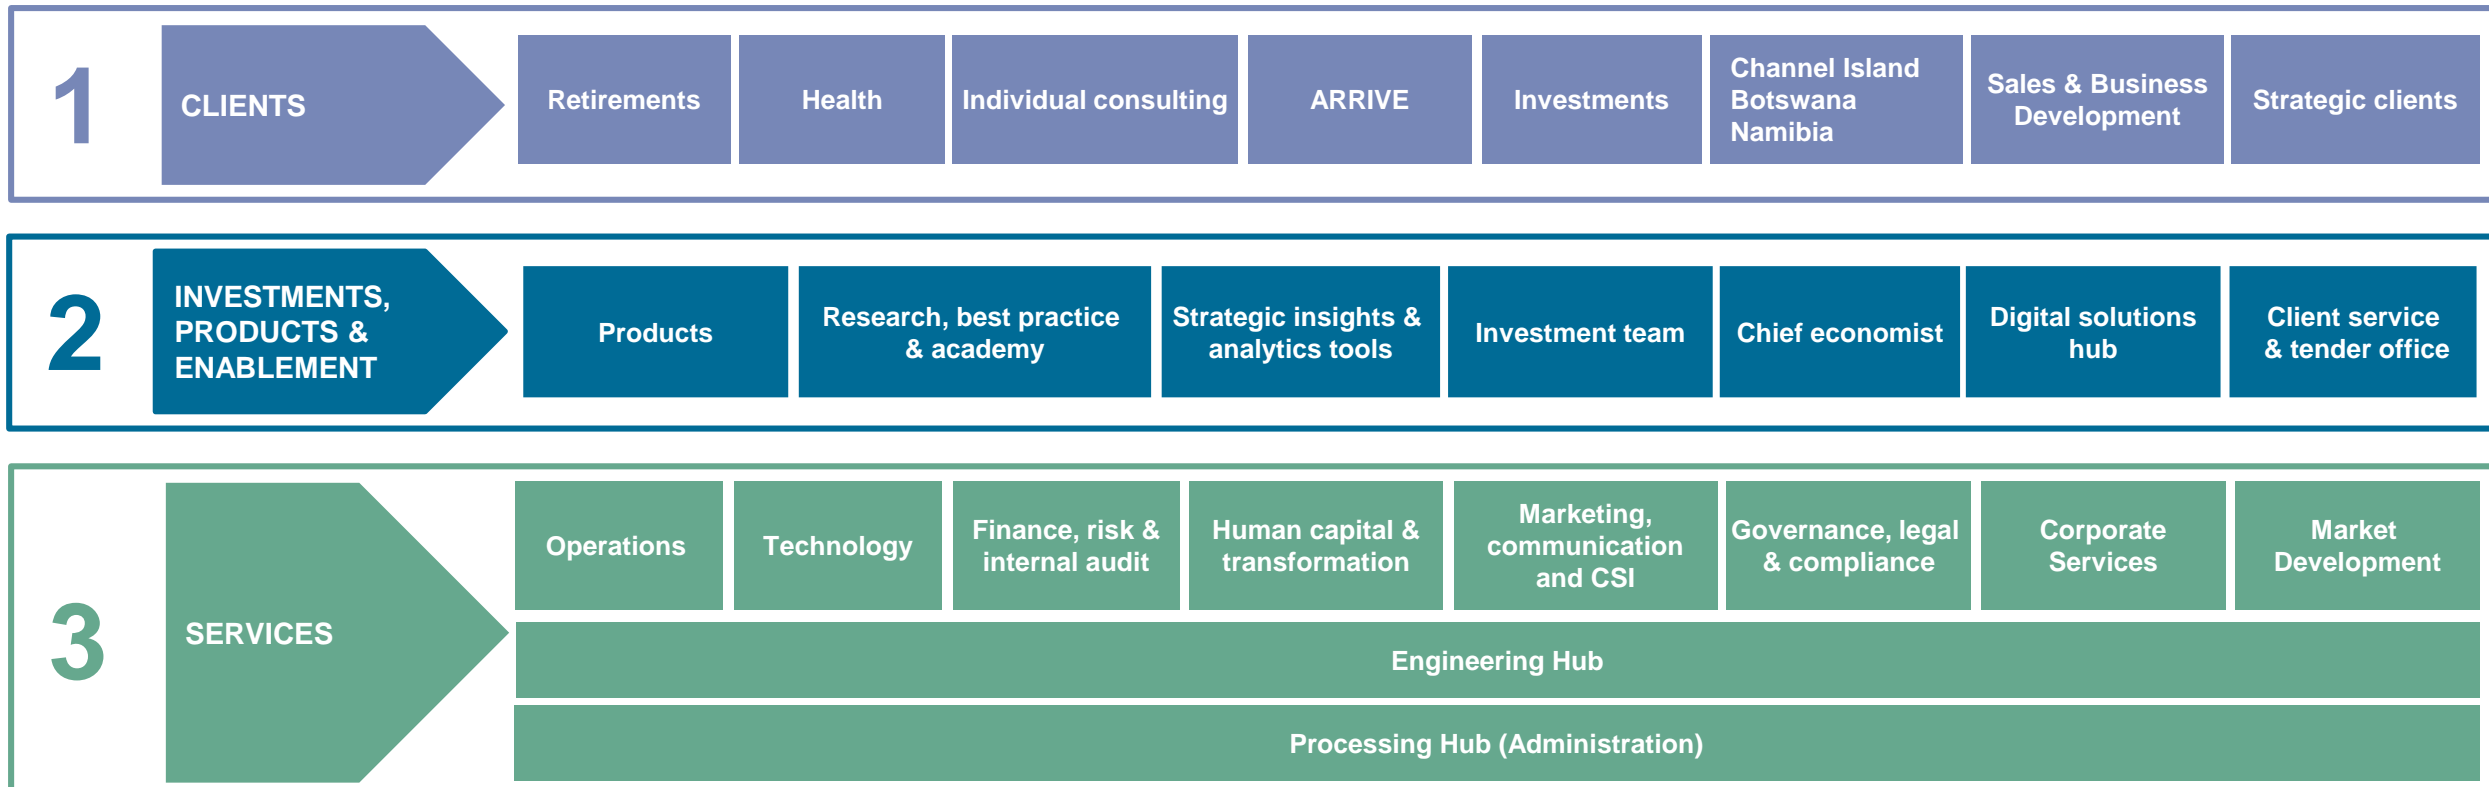 1
CLIENTS
Retirements
Health
Individual consulting
ARRIVE
Investments
Channel Island
Botswana
Namibia
Sales & Business
Development
Strategic clients
2
INVESTMENTS,
PRODUCTS &
ENABLEMENT
Products
Research, best practice
& academy
Strategic insights &
analytics tools
Investment team
Chief economist
Digital solutions
hub
Client service
& tender office
3
SERVICES
Operations
Technology
Finance, risk &
internal audit
Human capital &
transformation
Marketing,
communication
and CSI
Governance, legal
& compliance
Corporate
Services
Market
Development
Engineering Hub
Processing Hub (Administration)